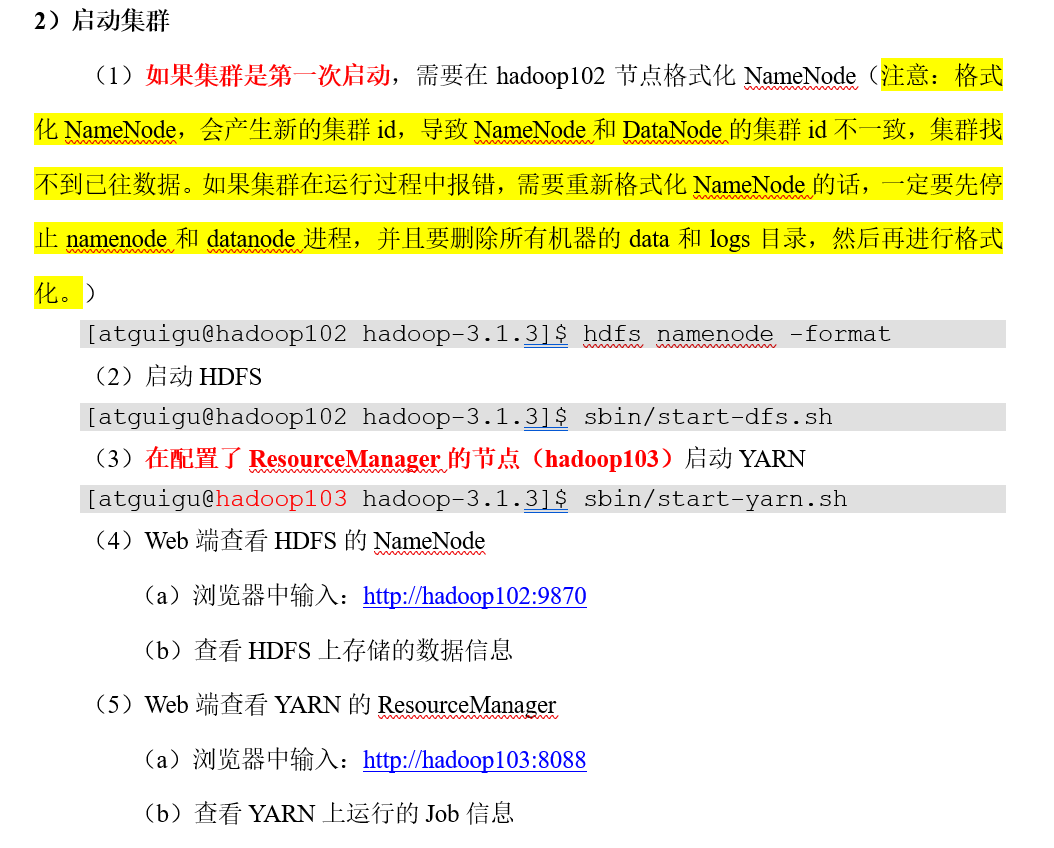 2）启动集群
（1）如果集群是第一次启动，需要在 hadoop102 节点格式化 NameNode（注意：格式
化 NameNode，会产生新的集群 id，导致 NameNode 和 DataNode 的集群 id 不一致，集群找
不到已往数据。如果集群在运行过程中报错，需要重新格式化 NameNode 的话，一定要先停
止 namenode 和 datanode 进程，并且要删除所有机器的 data 和 logs 目录，然后再进行格式
化。）
[atguigu@hadoop102 hadoop-3.1.3]$ hdfs namenode -format
（2）启动 HDFS
[atguigu@hadoop102 hadoop-3.1.3]$ sbin/start-dfs.sh
（3）在配置了 ResourceManager 的节点（hadoop103）启动 YARN
[atguigu@hadoop103 hadoop-3.1.3]$ sbin/start-yarn.sh
（4）Web 端查看 HDFS 的 NameNode
（a）浏览器中输入：http://hadoop102:9870
（b）查看 HDFS 上存储的数据信息
（5）Web 端查看 YARN 的 ResourceManager
（a）浏览器中输入：http://hadoop103:8088
（b）查看 YARN 上运行的 Job 信息